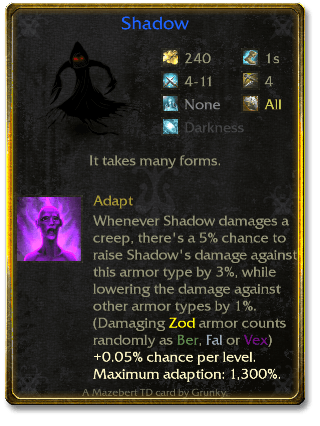 Shadow
240 1s
4-11 4
None All
Darkness
It takes many forms.
Adapt
Whenever Shadow damages a
creep, there's a 5% chance to
raise Shadow's damage against
this armor type by 3%, while
lowering the damage against
other armor types by 1%.
(Damaging Zod armor counts
randomly as Ber, Fal or Vex)
+0.05% chance per level.
Maximum adaption: 1,300%.
A Mazebert TD card by Grunky.